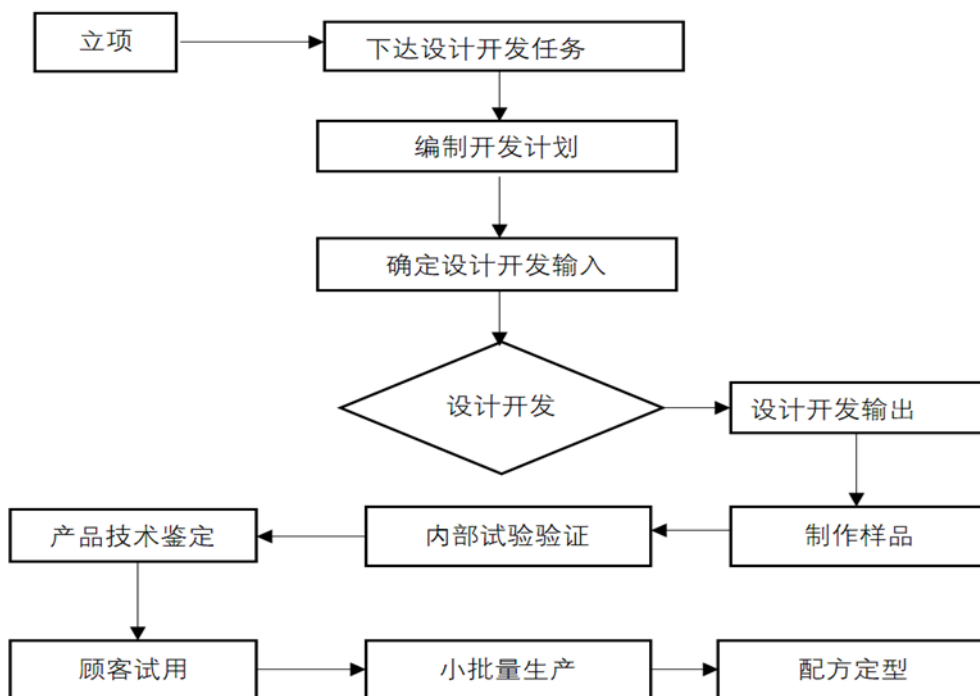 立项
下达设计开发任务
编制开发计划
确定设计开发输入
设计开发
设计开发输出
制作样品
内部试验验证
产品技术鉴定
顾客试用
小批量生产
配方定型